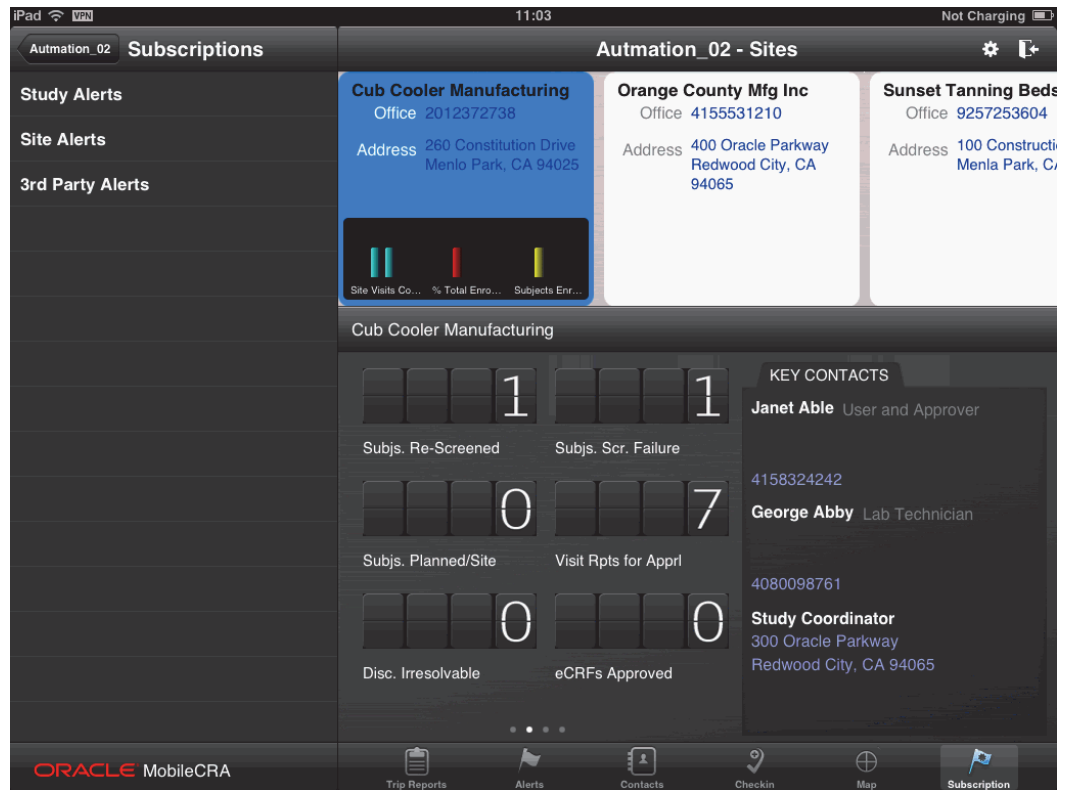 iPad VPN 11:03 Not Charging
Autmation_02 Subscriptions
Autmation_02 - Sites
Study Alerts
Site Alerts
3rd Party Alerts
Cub Cooler Manufacturing
Office 2012372738
Address 260 Constitution Drive
Menlo Park, CA 94025
Site Visits Co... % Total Enro... Subjects Enr...
Orange County Mfg Inc
Office 4155531210
Address 400 Oracle Parkway
Redwood City, CA
94065
Sunset Tanning Beds
Office 9257253604
Address 100 Constructi
Menla Park, C
Cub Cooler Manufacturing
1 1
Subjs. Re-Screened Subjs. Scr. Failure
0 7
Subjs. Planned/Site Visit Rpts for Apprl
0 0
Disc. Irresolvable eCRFs Approved
KEY CONTACTS
Janet Able User and Approver
4158324242
George Abby Lab Technician
4080098761
Study Coordinator
300 Oracle Parkway
Redwood City, CA 94065
ORACLE MobileCRA
Trip Reports Alerts Contacts Checkin Map Subscription